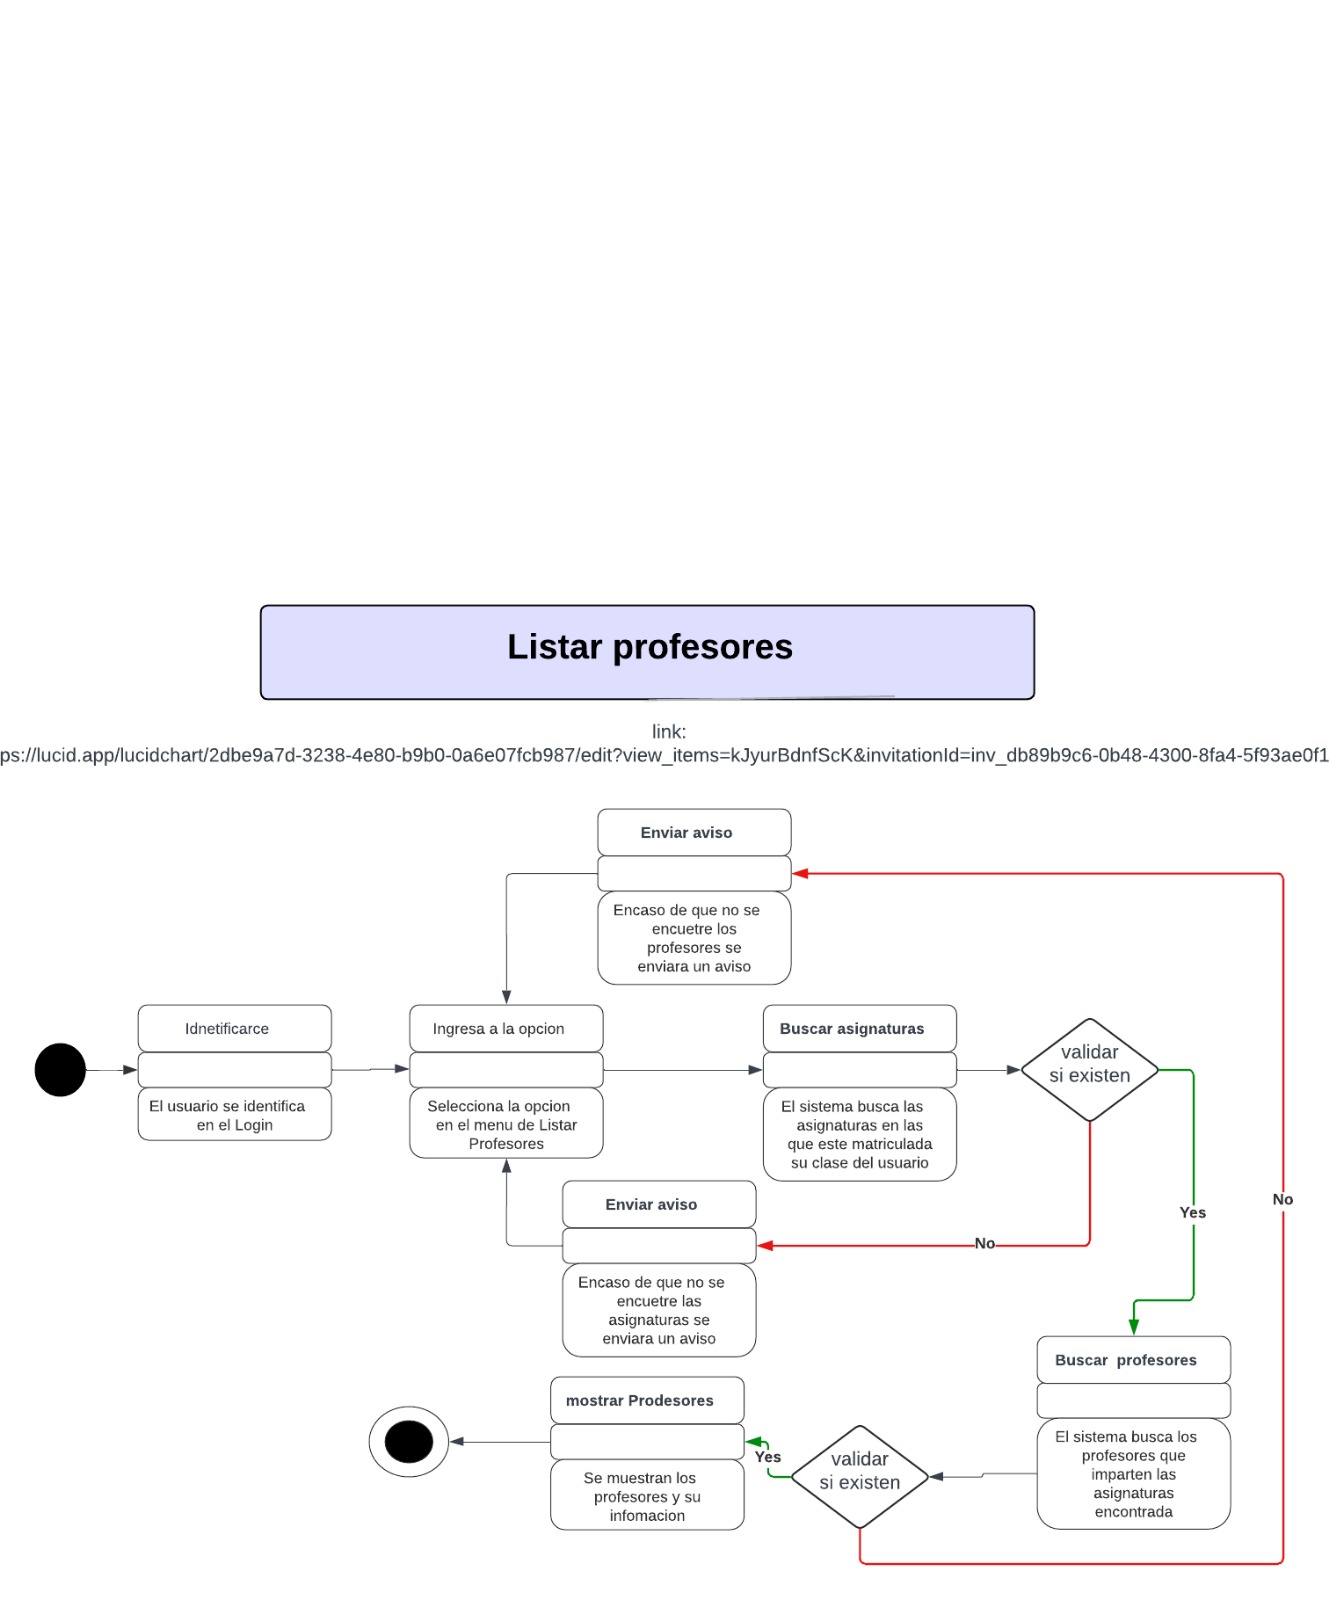 Listar profesores
link:
ps://lucid.app/lucidchart/2dbe9a7d-3238-4e80-b9b0-0a6e07fcb987/edit?view_items=kJyurBdnfScK&invitationId=inv_db89b9c6-0b48-4300-8fa4-5f93ae0f1
Enviar aviso
Encaso de que no se
encuetre los
profesores se
enviara un aviso
Idnetificarce
El usuario se identifica
en el Login
Ingresa a la opcion
Selecciona la opcion
en el menu de Listar
Profesores
Buscar asignaturas
El sistema busca las
asignaturas en las
que este matriculada
su clase del usuario
validar
si existen
Yes
No
No
Enviar aviso
Encaso de que no se
encuetre las
asignaturas se
enviara un aviso
Buscar  profesores
El sistema busca los
profesores que
imparten las
asignaturas
encontrada
validar
si existen
Yes
mostrar Prodesores
Se muestran los
profesores y su
infomacion